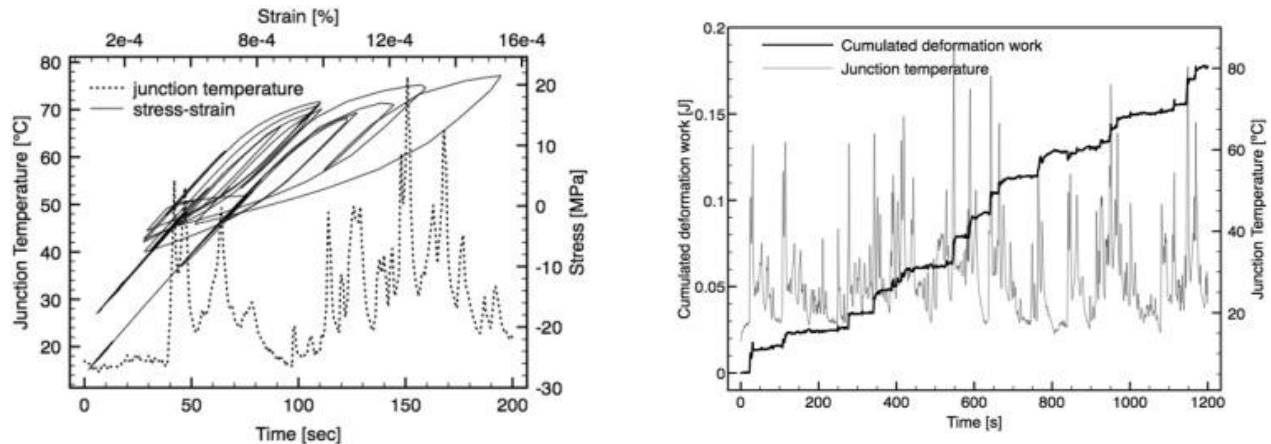 Strain [%]
2e-4 8e-4 12e-4 16e-4
80
70
60
50
40
30
20
Junction Temperature [ºC]
junction temperature
stress-strain
20
10
0
-10
-20
-30
Stress [MPa]
0 50 100 150 200
Time [sec]
0.2
0.15
0.1
0.05
0
Cumulated deformation work [J]
Cumulated deformation work
Junction temperature
80
60
40
20
Junction Temperature [ºC]
0 200 400 600 800 1000 1200
Time [s]